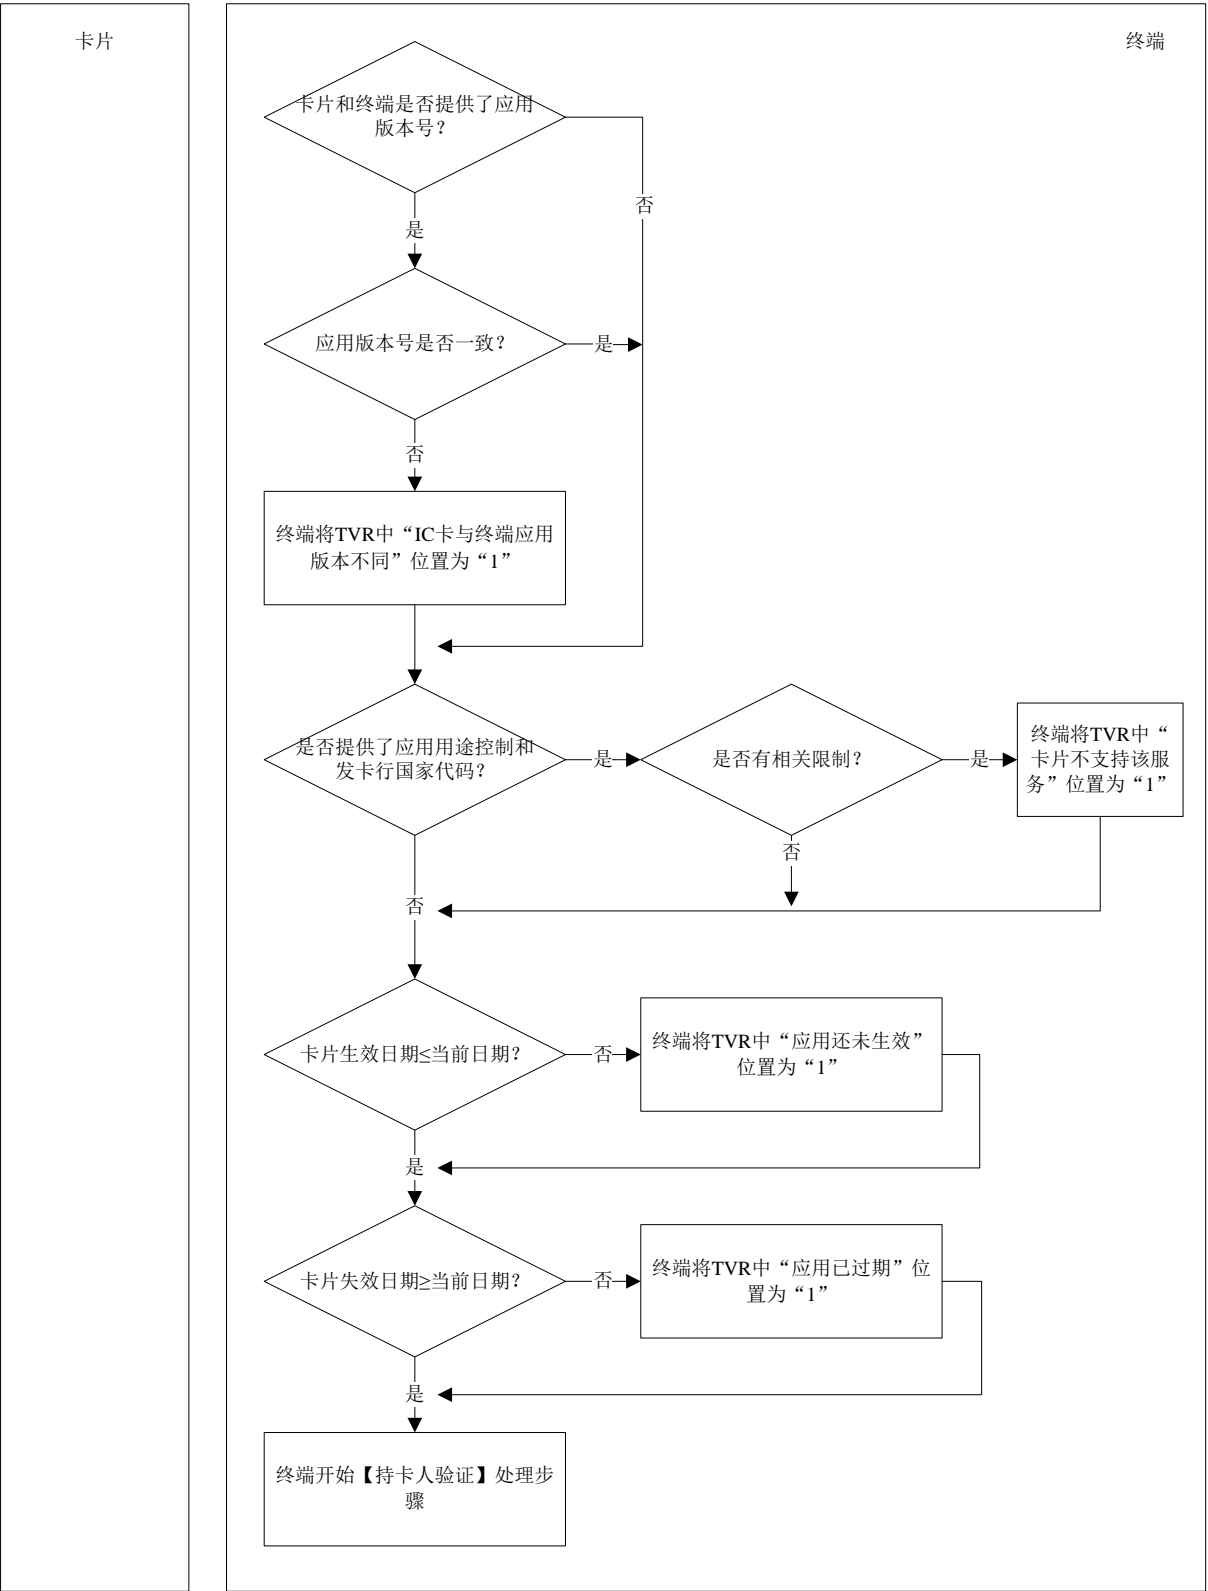 卡片
终端
卡片和终端是否提供了应用
版本号？
否
是
应用版本号是否一致？
是
否
终端将TVR中“IC卡与终端应用
版本不同”位置为“1”
是否提供了应用用途控制和
发卡行国家代码？
是
是否有相关限制？
是
终端将TVR中“
卡片不支持该服
务”位置为“1”
否
否
卡片生效日期≤当前日期？
否
终端将TVR中“应用还未生效”
位置为“1”
是
卡片失效日期≥当前日期？
否
终端将TVR中“应用已过期”位
置为“1”
是
终端开始【持卡人验证】处理步
骤